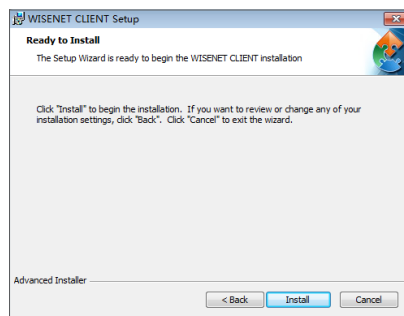 WISENET CLIENT Setup
Ready to Install
The Setup Wizard is ready to begin the WISENET CLIENT installation
Click "Install" to begin the installation. If you want to review or change any of your
installation settings, click "Back". Click "Cancel" to exit the wizard.
Advanced Installer
< Back Install Cancel